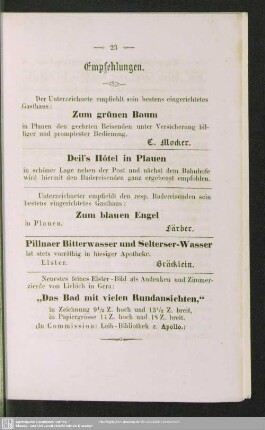 — 23 —
Empfehlungen.
Der Unterzeichnete empfiehlt sein bestens eingerichtetes
Gasthaus:
Zum grünen Baum
in Plauen den geehrten Reisenden unter Versicherung bil-
liger und promptester Bedienung.
C. Mocker.
Deil's Hôtel in Plauen
in schöner Lage neben der Post und nächst dem Bahnhofe
wird hiermit den Badereisenden ganz ergebenst empfohlen.
Unterzeichneter empfiehlt den resp. Badereisenden sein
bestens eingerichtetes Gasthaus:
Zum blauen Engel
in Plauen.
Färber.
Pillnaer Bitterwasser und Selterser-Wasser
ist stets vorräthig in hiesiger Apotheke.
Elster.
Bräcklein.
Neuestes feines Elster-Bild als Andenken und Zimmer-
zierde von Liebich in Gera:
„Das Bad mit vielen Rundansichten,“
in Zeichnung 9¼ Z. hoch und 13½ Z. breit,
in Papiergrösse 14 Z. hoch und 18 Z. breit.
(In Commission: Leih-Bibliothek z. Apollo.)